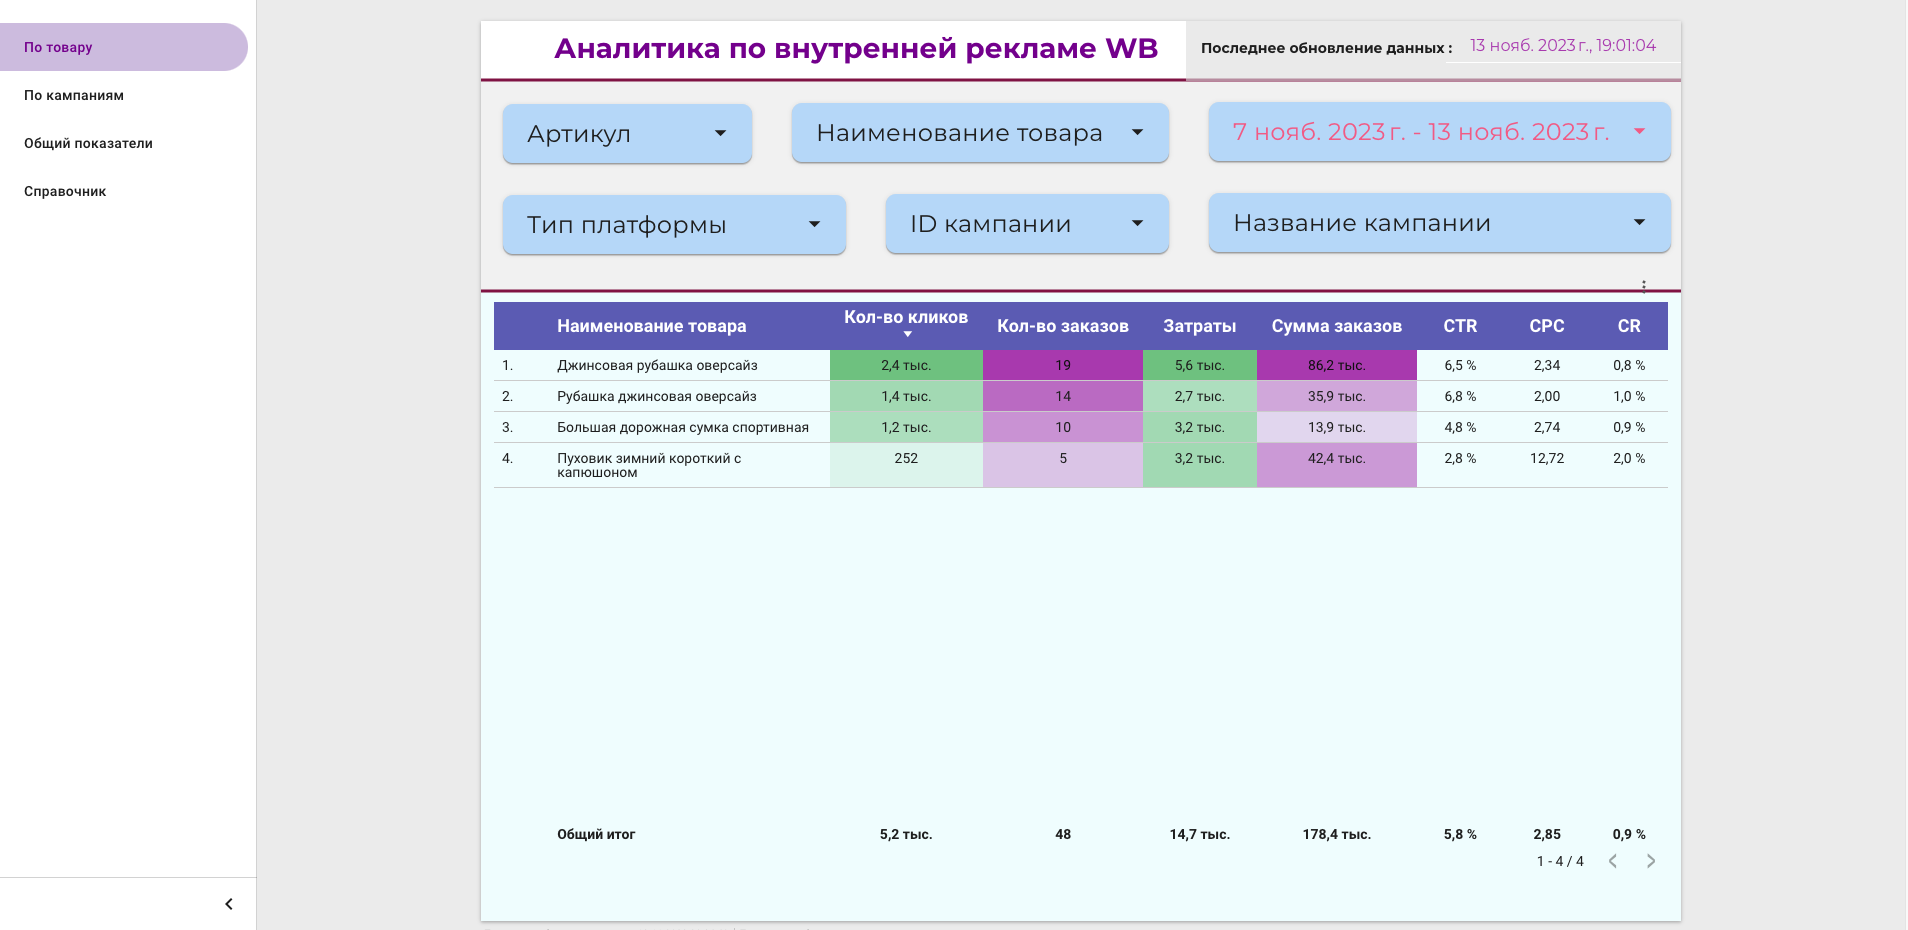 По товару
По кампаниям
Общий показатели
Справочник
Аналитика по внутренней рекламе WB
Последнее обновление данных :
13 нояб. 2023 г., 19:01:04
Артикул
Наименование товара
7 нояб. 2023 г. - 13 нояб. 2023 г.
Тип платформы
ID кампании
Название кампании
Наименование товара Кол-во кликов Кол-во заказов Затраты Сумма заказов CTR CPC CR
1. Джинсовая рубашка оверсайз 2,4 тыс. 19 5,6 тыс. 86,2 тыс. 6,5 % 2,34 0,8 %
2. Рубашка джинсовая оверсайз 1,4 тыс. 14 2,7 тыс. 35,9 тыс. 6,8 % 2,00 1,0 %
3. Большая дорожная сумка спортивная 1,2 тыс. 10 3,2 тыс. 13,9 тыс. 4,8 % 2,74 0,9 %
4. Пуховик зимний короткий с 252 5 3,2 тыс. 42,4 тыс. 2,8 % 12,72 2,0 %
капюшоном
Общий итог 5,2 тыс. 48 14,7 тыс. 178,4 тыс. 5,8 % 2,85 0,9 %
1 - 4 / 4